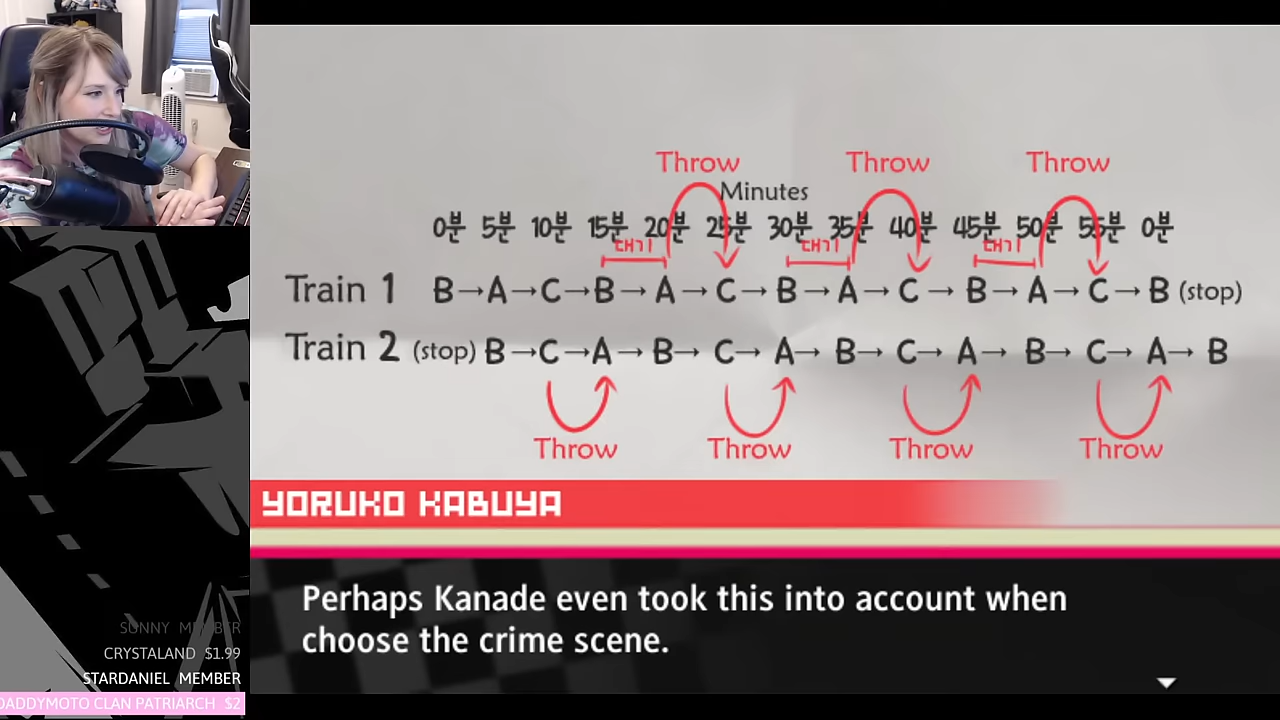 Throw Throw Throw
Minutes
0분 5분 10분 15분 20분 25분 30분 35분 40분 45분 50분 55분 0분
대기 대기 대기
Train 1 B→A→C→B→A→C→B→A→C→B→A→C→B (stop)
Train 2 (stop) B→C→A→B→C→A→B→C→A→B→C→A→B
Throw Throw Throw Throw
YORUKO KABUYA
Perhaps Kanade even took this into account when
choose the crime scene.
SUNNY MEMBER
CRYSTALAND $1.99
STARDANIEL MEMBER
DADDYMOTO CLAN PATRIARCH $2